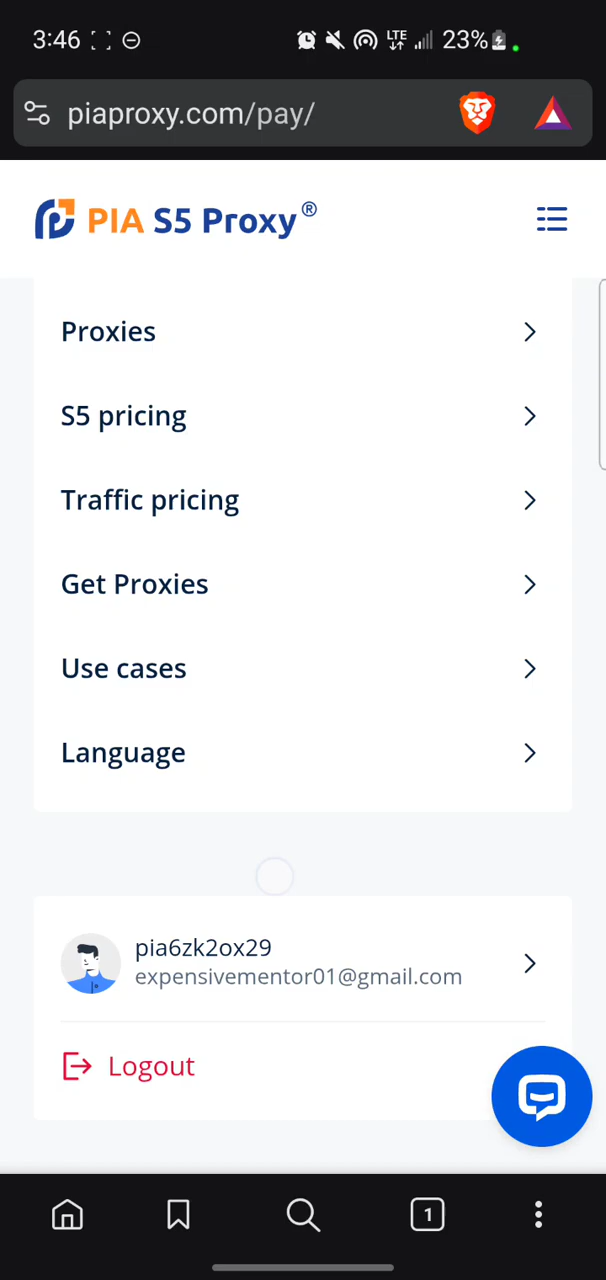 3:46 LTE 23%
piaproxy.com/pay/
PIA S5 Proxy®
Proxies
S5 pricing
Traffic pricing
Get Proxies
Use cases
Language
pia6zk2ox29
expensivementor01@gmail.com
Logout
1